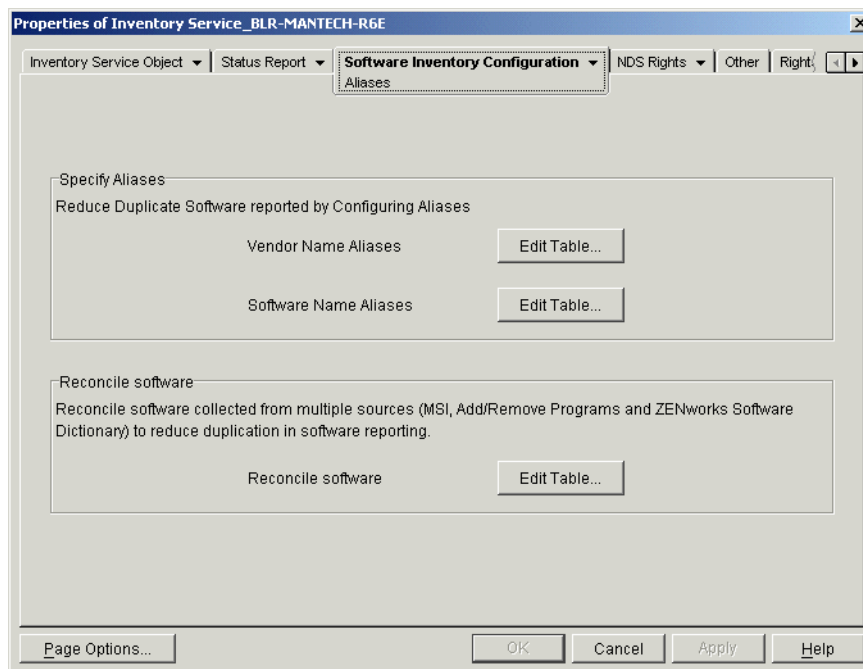 Properties of Inventory Service_BLR-MANTECH-R6E
Inventory Service Object
Status Report
Software Inventory Configuration
NDS Rights
Other
Aliases
Specify Aliases
Reduce Duplicate Software reported by Configuring Aliases
Vendor Name Aliases
Edit Table...
Software Name Aliases
Edit Table...
Reconcile software
Reconcile software collected from multiple sources (MSI, Add/Remove Programs and ZENworks Software
Dictionary) to reduce duplication in software reporting.
Reconcile software
Edit Table...
Page Options...
OK
Cancel
Apply
Help